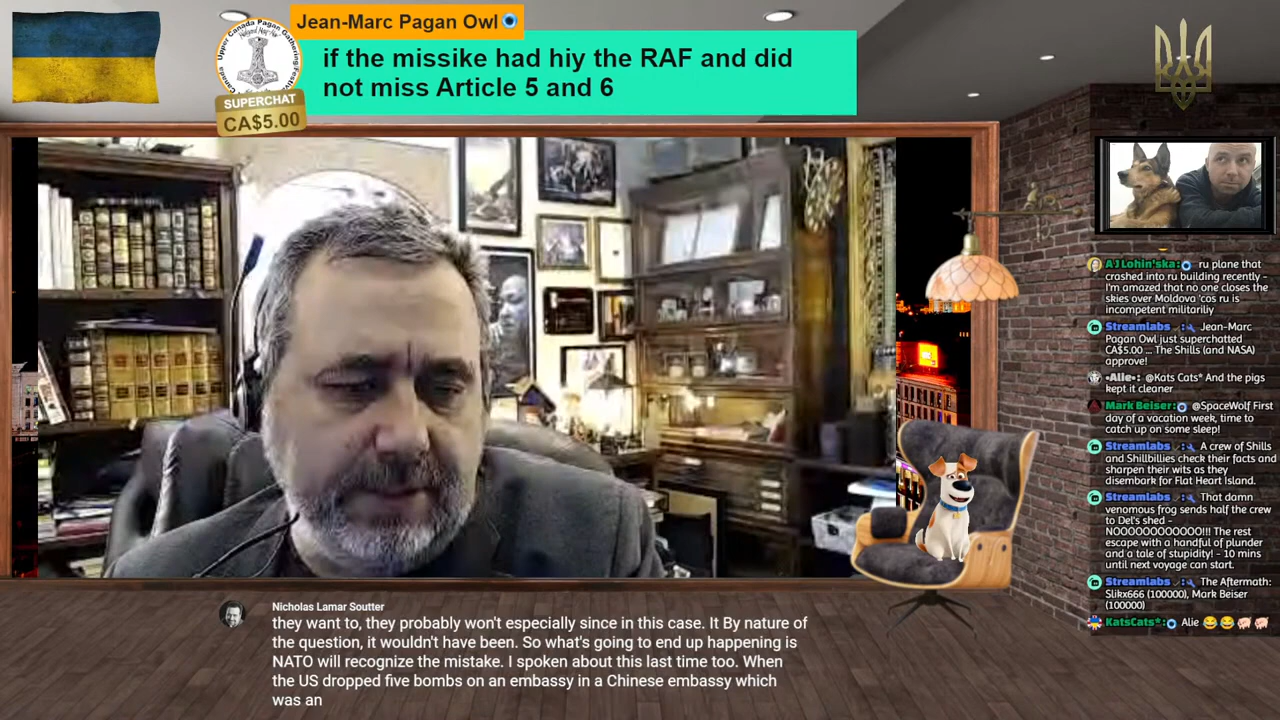 Jean-Marc Pagan Owl
if the missike had hiy the RAF and did
not miss Article 5 and 6
Upper Canada Pagan Gathering Festival
SUPERCHAT
CA$5.00
AJ Lohin'ska: ru plane that
crashed into ru building recently -
I'm amazed that no one closes the
skies over Moldova 'cos ru is
incompetent militarily
Streamlabs : Jean-Marc
Pagan Owl just superchatted
CA$5.00 ... The Shills (and NASA)
approve!
•Alie•: @Kats Cats* And the pigs
kept it cleaner
Mark Beiser: @SpaceWolf First
day of a vacation week, time to
catch up on some sleep!
Streamlabs : A crew of Shills
and Shillbillies check their facts and
sharpen their wits as they
disembark for Flat Heart Island.
Streamlabs : That damn
venomous frog sends half the crew
to Del's shed -
NOOOOOOOOOOO!!! The rest
escape with a handful of plunder
and a tale of stupidity! - 10 mins
until next voyage can start.
Streamlabs : The Aftermath:
Slikx666 (100000), Mark Beiser
(100000)
KatsCats*: Alie 😂😂🐖🐖
Nicholas Lamar Soutter
they want to, they probably won't especially since in this case. It By nature of
the question, it wouldn't have been. So what's going to end up happening is
NATO will recognize the mistake. I spoken about this last time too. When
the US dropped five bombs on an embassy in a Chinese embassy which
was an